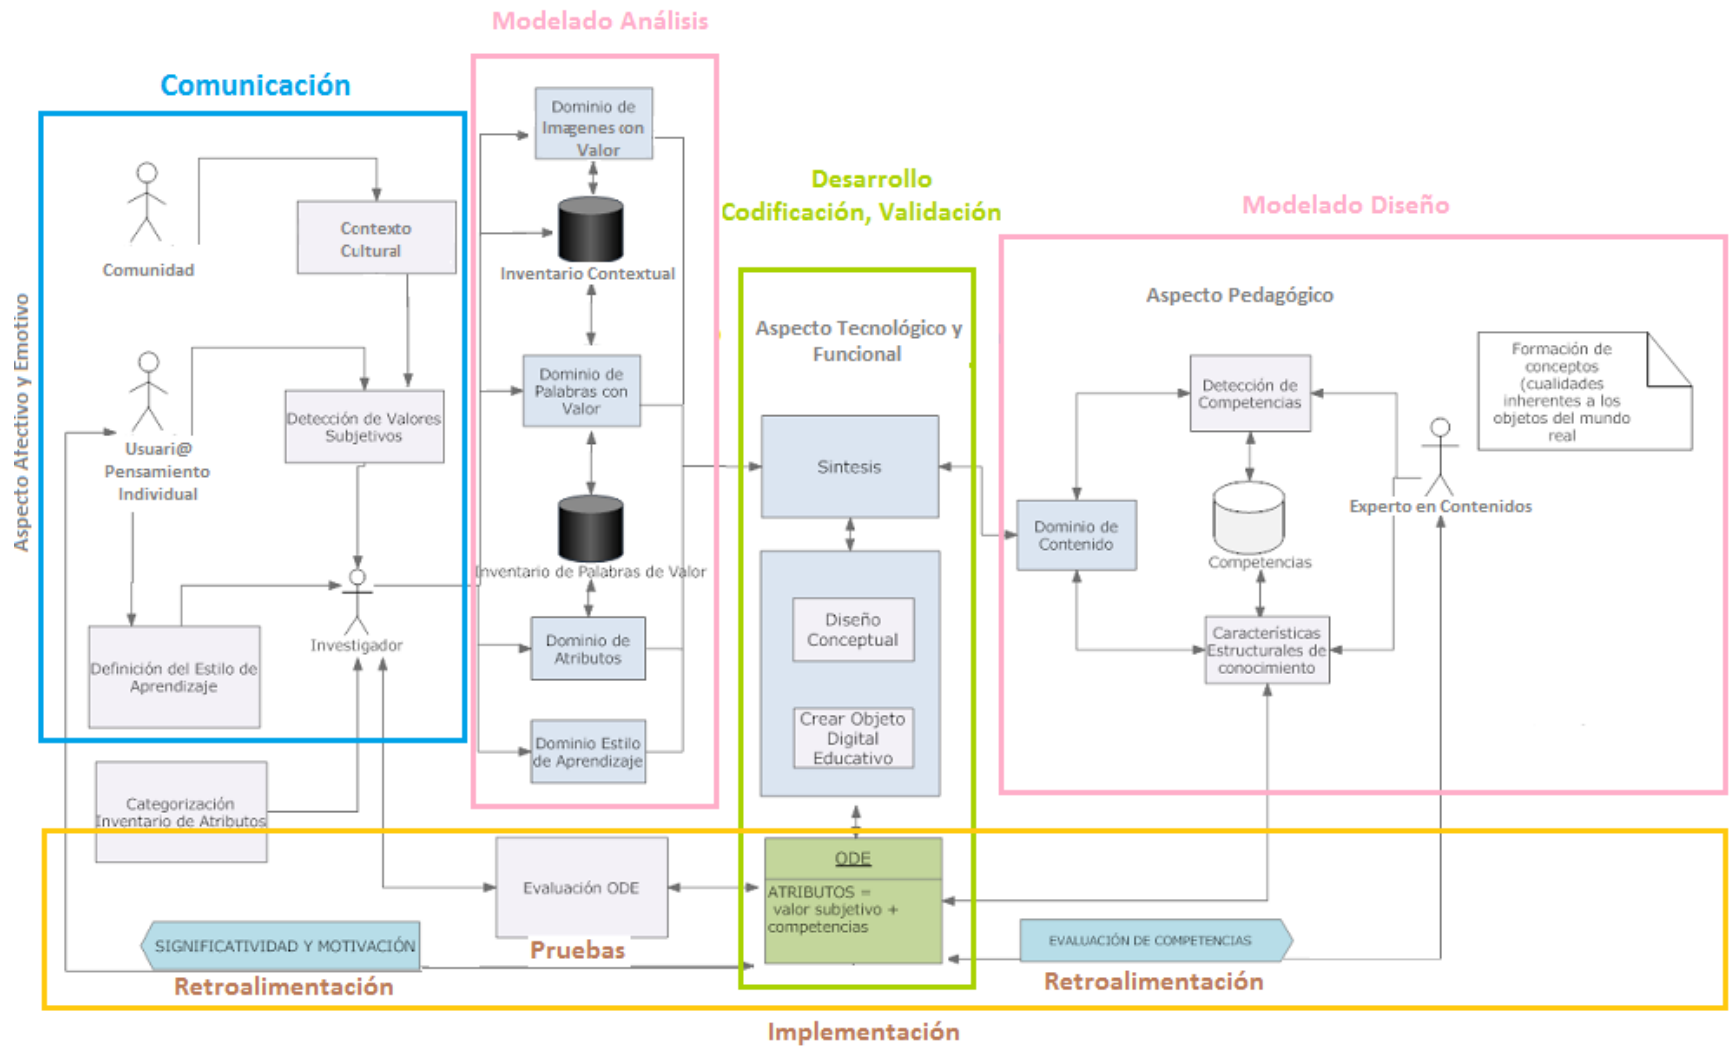 Modelado Análisis
Comunicación
Dominio de
Imagenes con
Valor
Desarrollo
Codificación, Validación
Modelado Diseño
Contexto
Cultural
Comunidad
Inventario Contextual
Aspecto Pedagógico
Aspecto Afectivo y Emotivo
Aspecto Tecnológico y
Funcional
Formación de
conceptos
(cualidades
inherentes a los
objetos del mundo
real
Dominio de
Palabras con
Valor
Detección de
Competencias
Detección de Valores
Subjetivos
Usuari@
Pensamiento
Individual
Sintesis
Experto en Contenidos
Dominio de
Contenido
Competencias
Inventario de Palabras de Valor
Investigador
Definición del Estilo de
Aprendizaje
Dominio de
Atributos
Diseño
Conceptual
Características
Estructurales de
conocimiento
Dominio Estilo
de Aprendizaje
Crear Objeto
Digital
Educativo
Categorización
Inventario de Atributos
Evaluación ODE
ODE
ATRIBUTOS =
valor subjetivo +
competencias
SIGNIFICATIVIDAD Y MOTIVACIÓN
Pruebas
EVALUACIÓN DE COMPETENCIAS
Retroalimentación
Retroalimentación
Implementación